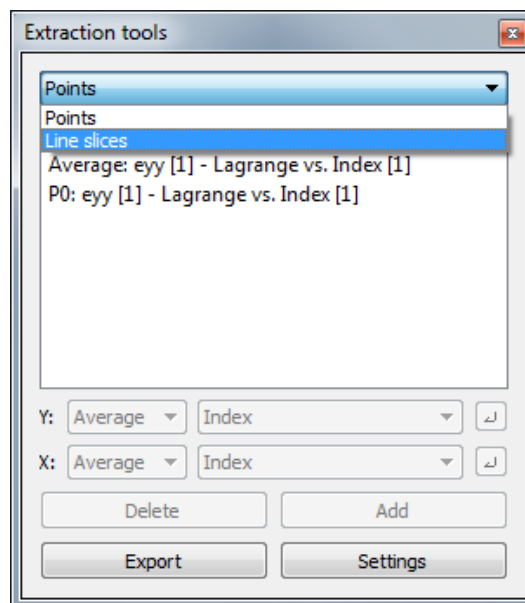 Extraction tools
Points
Points
Line slices
Average: eyy [1] - Lagrange vs. Index [1]
P0: eyy [1] - Lagrange vs. Index [1]
Y: Average Index
X: Average Index
Delete Add
Export Settings